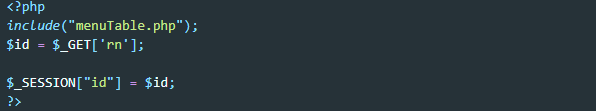 <?php
include("menuTable.php");
$id = $_GET['rn'];
$_SESSION["id"] = $id;
?>